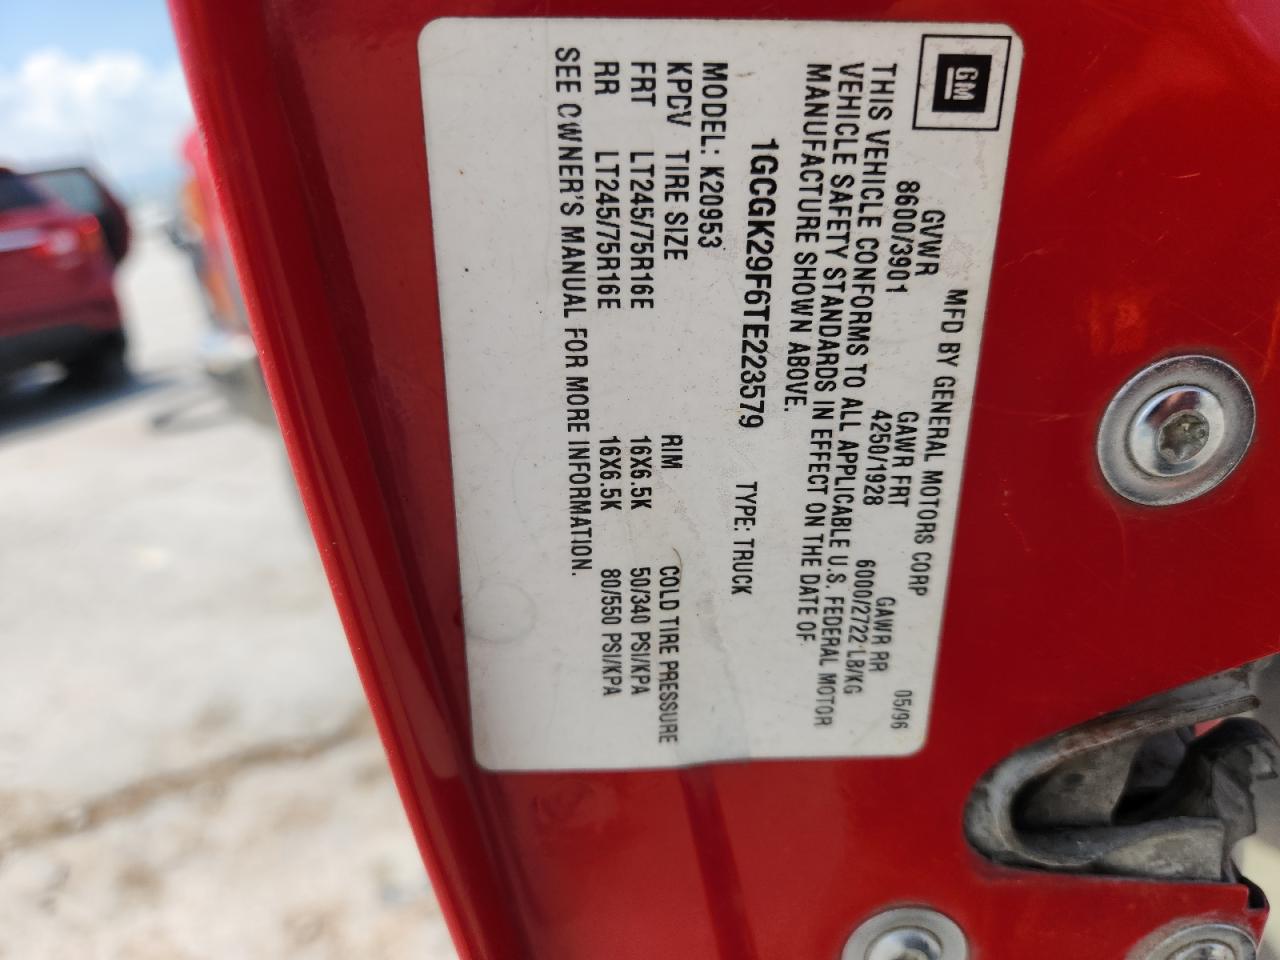 GM
MFD BY GENERAL MOTORS CORP 05/96
GVWR GAWR FRT GAWR RR
8600/3901 4250/1928 6000/2722 LB/KG
THIS VEHICLE CONFORMS TO ALL APPLICABLE U.S. FEDERAL MOTOR
VEHICLE SAFETY STANDARDS IN EFFECT ON THE DATE OF
MANUFACTURE SHOWN ABOVE.
1GCGK29F6TE223579 TYPE: TRUCK
MODEL: K20953
KPCV TIRE SIZE RIM COLD TIRE PRESSURE
FRT LT245/75R16E 16X6.5K 50/340 PSI/KPA
RR LT245/75R16E 16X6.5K 80/550 PSI/KPA
SEE OWNER'S MANUAL FOR MORE INFORMATION.